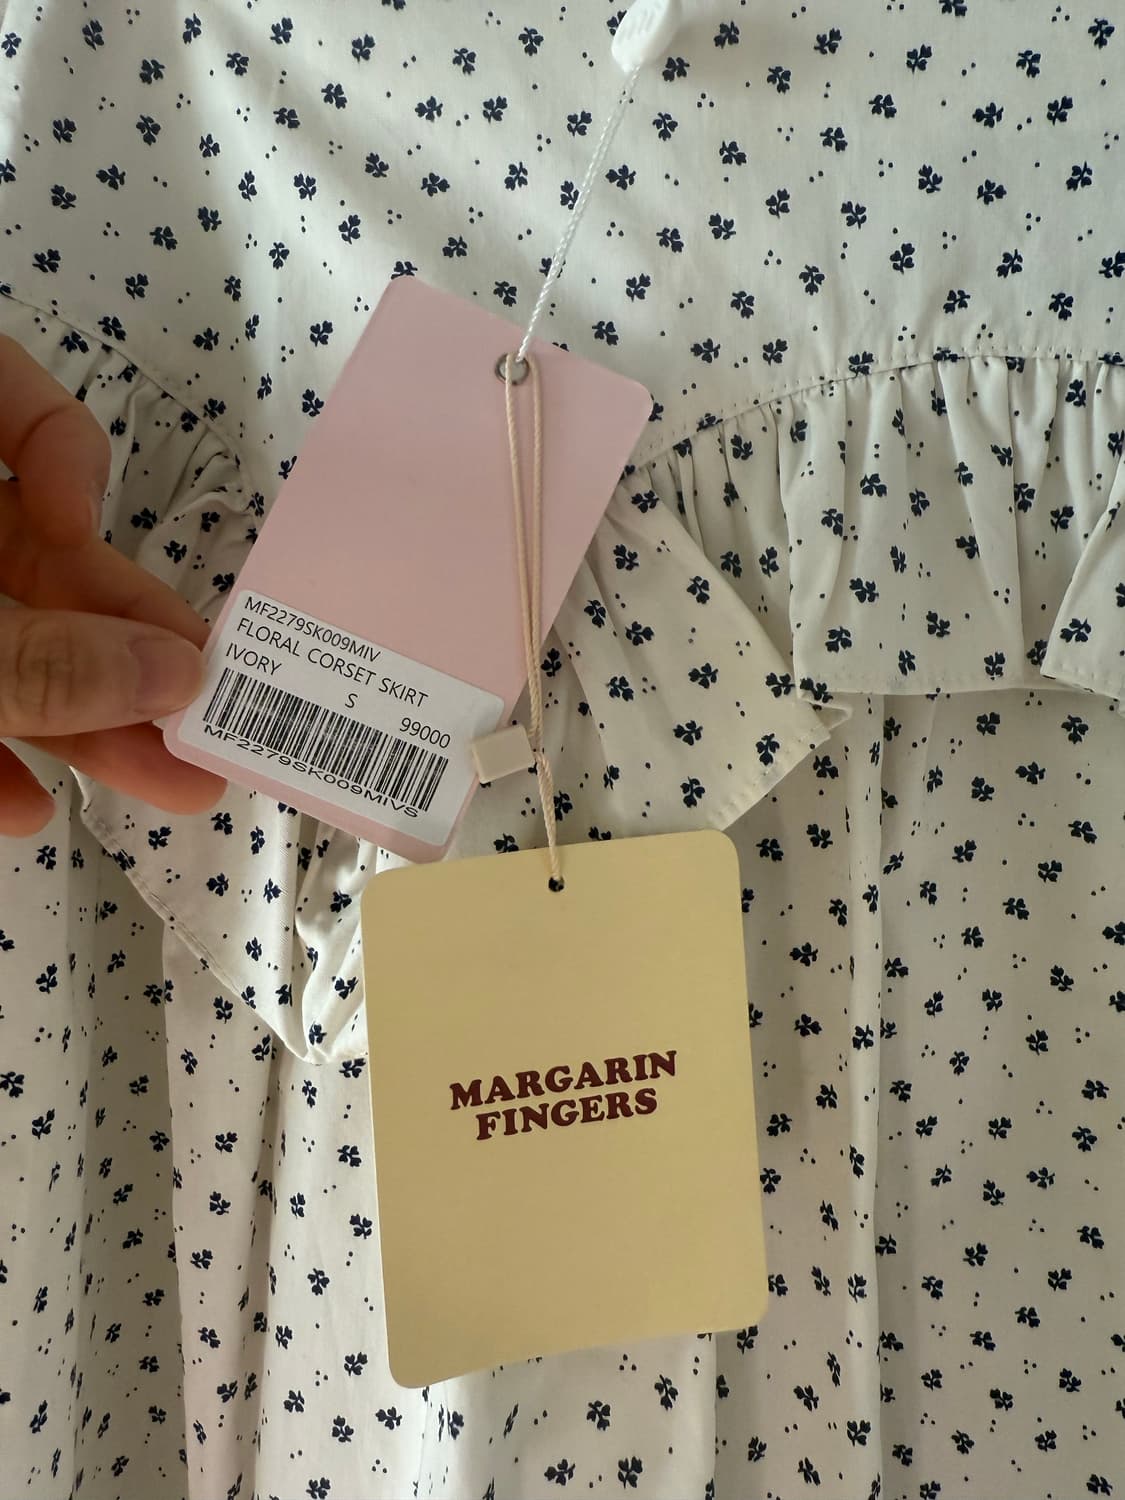 MF2279SK009MIV
FLORAL CORSET SKIRT
IVORY
S
99000
MF2279SK009MIVS
MARGARIN
FINGERS